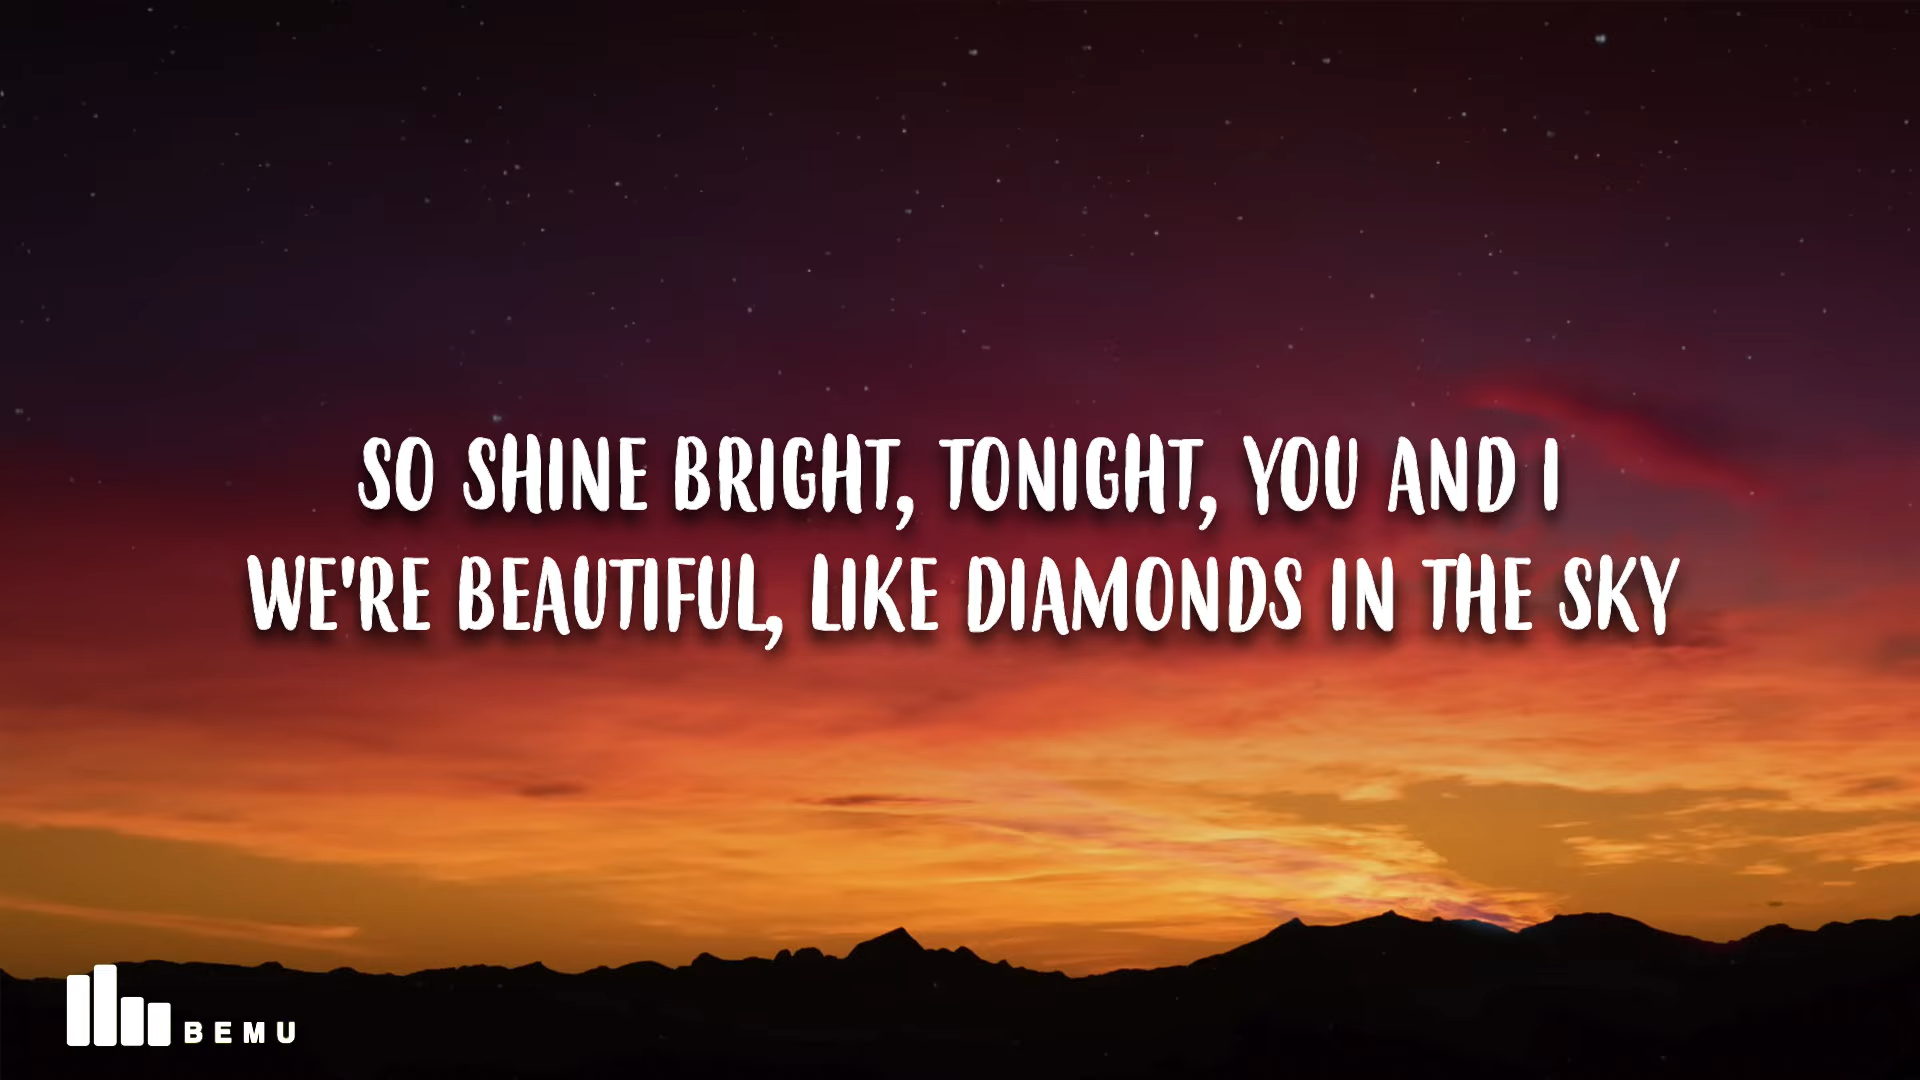 SO SHINE BRIGHT, TONIGHT, YOU AND I
WE'RE BEAUTIFUL, LIKE DIAMONDS IN THE SKY
BEMU